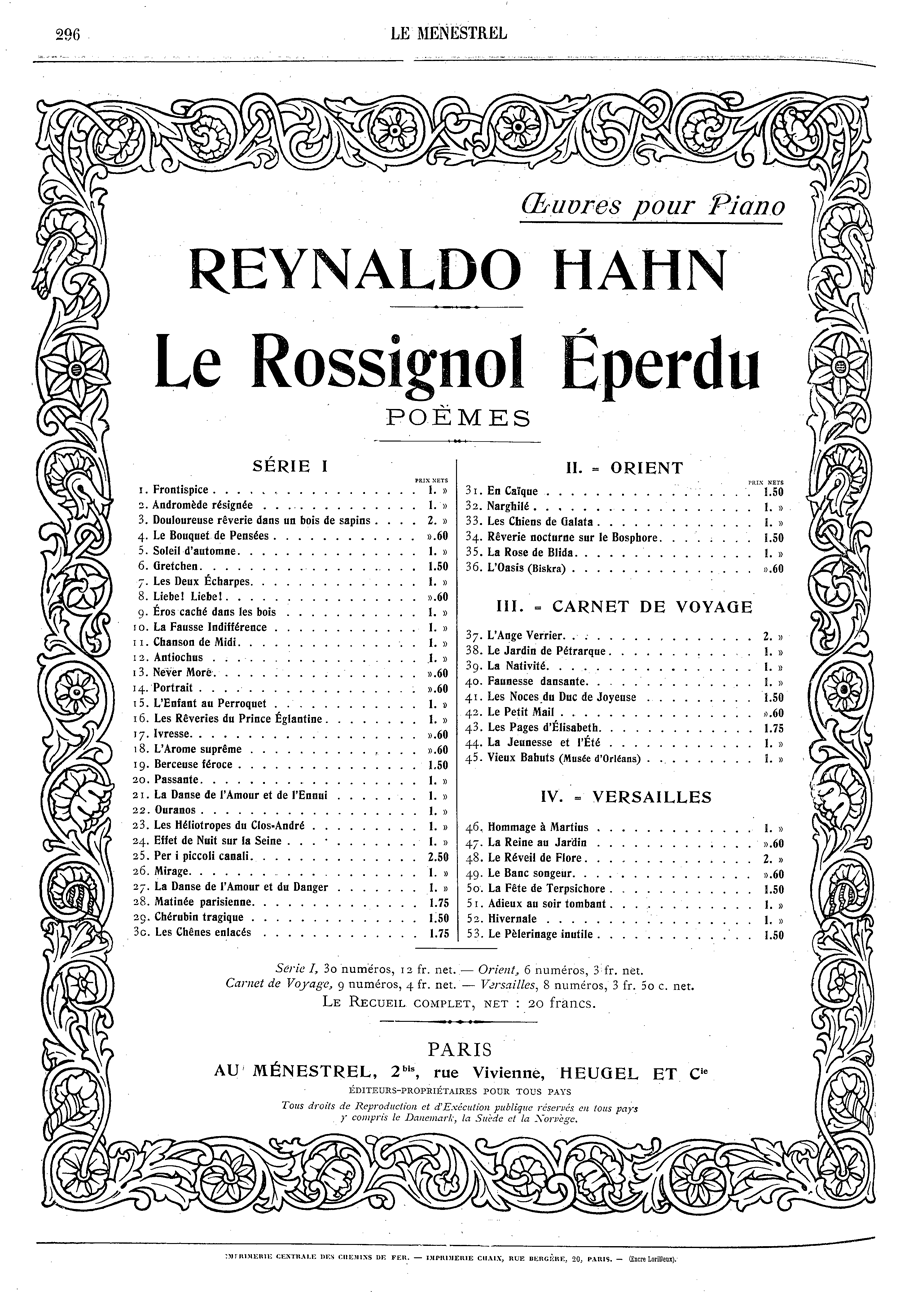 296
LE MENESTREL
Œuvres pour Piano
REYNALDO HAHN
Le Rossignol Éperdu
POËMES
SÉRIE I
PRIX NETS
1. Frontispice . . . . . . . . . . . . . . . . 1. »
2. Andromède résignée . . . . . . . . . . . . 1. »
3. Douloureuse rêverie dans un bois de sapins . . . . 2. »
4. Le Bouquet de Pensées . . . . . . . . . . . ».60
5. Soleil d'automne. . . . . . . . . . . . . . 1. »
6. Gretchen. . . . . . . . . . . . . . . . . 1.50
7. Les Deux Écharpes. . . . . . . . . . . . . 1. »
8. Liebe! Liebe! . . . . . . . . . . . . . . . ».60
9. Éros caché dans les bois . . . . . . . . . . 1. »
10. La Fausse Indifférence . . . . . . . . . . . 1. »
11. Chanson de Midi. . . . . . . . . . . . . . 1. »
12. Antiochus . . . . . . . . . . . . . . . . 1. »
13. Never More. . . . . . . . . . . . . . . . ».60
14. Portrait . . . . . . . . . . . . . . . . . ».60
15. L'Enfant au Perroquet . . . . . . . . . . . 1. »
16. Les Rêveries du Prince Églantine . . . . . . . 1. »
17. Ivresse. . . . . . . . . . . . . . . . . . ».60
18. L'Arome suprême . . . . . . . . . . . . . ».60
19. Berceuse féroce . . . . . . . . . . . . . . 1.50
20. Passante. . . . . . . . . . . . . . . . . 1. »
21. La Danse de l'Amour et de l'Ennui . . . . . . . 1. »
22. Ouranos . . . . . . . . . . . . . . . . . 1. »
23. Les Héliotropes du Clos-André . . . . . . . . 1. »
24. Effet de Nuit sur la Seine . . . . . . . . . . 1. »
25. Per i piccoli canali. . . . . . . . . . . . . 2.50
26. Mirage. . . . . . . . . . . . . . . . . . 1. »
27. La Danse de l'Amour et du Danger . . . . . . . 1. »
28. Matinée parisienne. . . . . . . . . . . . . 1.75
29. Chérubin tragique . . . . . . . . . . . . . 1.50
30. Les Chênes enlacés . . . . . . . . . . . . 1.75
II. = ORIENT
PRIX NETS
31. En Caïque . . . . . . . . . . . . . . . . 1.50
32. Narghilé . . . . . . . . . . . . . . . . . 1. »
33. Les Chiens de Galata . . . . . . . . . . . . 1. »
34. Rêverie nocturne sur le Bosphore. . . . . . . . 1.50
35. La Rose de Blida. . . . . . . . . . . . . . 1. »
36. L'Oasis (Biskra) . . . . . . . . . . . . . . ».60
III. = CARNET DE VOYAGE
37. L'Ange Verrier. . . . . . . . . . . . . . . 2. »
38. Le Jardin de Pétrarque . . . . . . . . . . . 1. »
39. La Nativité. . . . . . . . . . . . . . . . 1. »
40. Faunesse dansante. . . . . . . . . . . . . 1. »
41. Les Noces du Duc de Joyeuse . . . . . . . . . 1.50
42. Le Petit Mail . . . . . . . . . . . . . . . ».60
43. Les Pages d'Élisabeth. . . . . . . . . . . . 1.75
44. La Jeunesse et l'Été . . . . . . . . . . . . 1. »
45. Vieux Bahuts (Musée d'Orléans) . . . . . . . . 1. »
IV. = VERSAILLES
46. Hommage à Martius . . . . . . . . . . . . 1. »
47. La Reine au Jardin . . . . . . . . . . . . . ».60
48. Le Réveil de Flore . . . . . . . . . . . . . 2. »
49. Le Banc songeur. . . . . . . . . . . . . . ».60
50. La Fête de Terpsichore . . . . . . . . . . . 1.50
51. Adieux au soir tombant . . . . . . . . . . . 1. »
52. Hivernale . . . . . . . . . . . . . . . . 1. »
53. Le Pèlerinage inutile . . . . . . . . . . . . 1.50
Série I, 30 numéros, 12 fr. net. — Orient, 6 numéros, 3 fr. net.
Carnet de Voyage, 9 numéros, 4 fr. net. — Versailles, 8 numéros, 3 fr. 50 c. net.
LE RECUEIL COMPLET, NET : 20 francs.
PARIS
AU MÉNESTREL, 2bis, rue Vivienne, HEUGEL ET Cie
ÉDITEURS-PROPRIÉTAIRES POUR TOUS PAYS
Tous droits de Reproduction et d'Exécution publique réservés en tous pays
y compris le Danemark, la Suède et la Norvège.
IMPRIMERIE CENTRALE DES CHEMINS DE FER. — IMPRIMERIE CHAIX, RUE BERGÈRE, 20, PARIS. — (Encre Lorilleux).